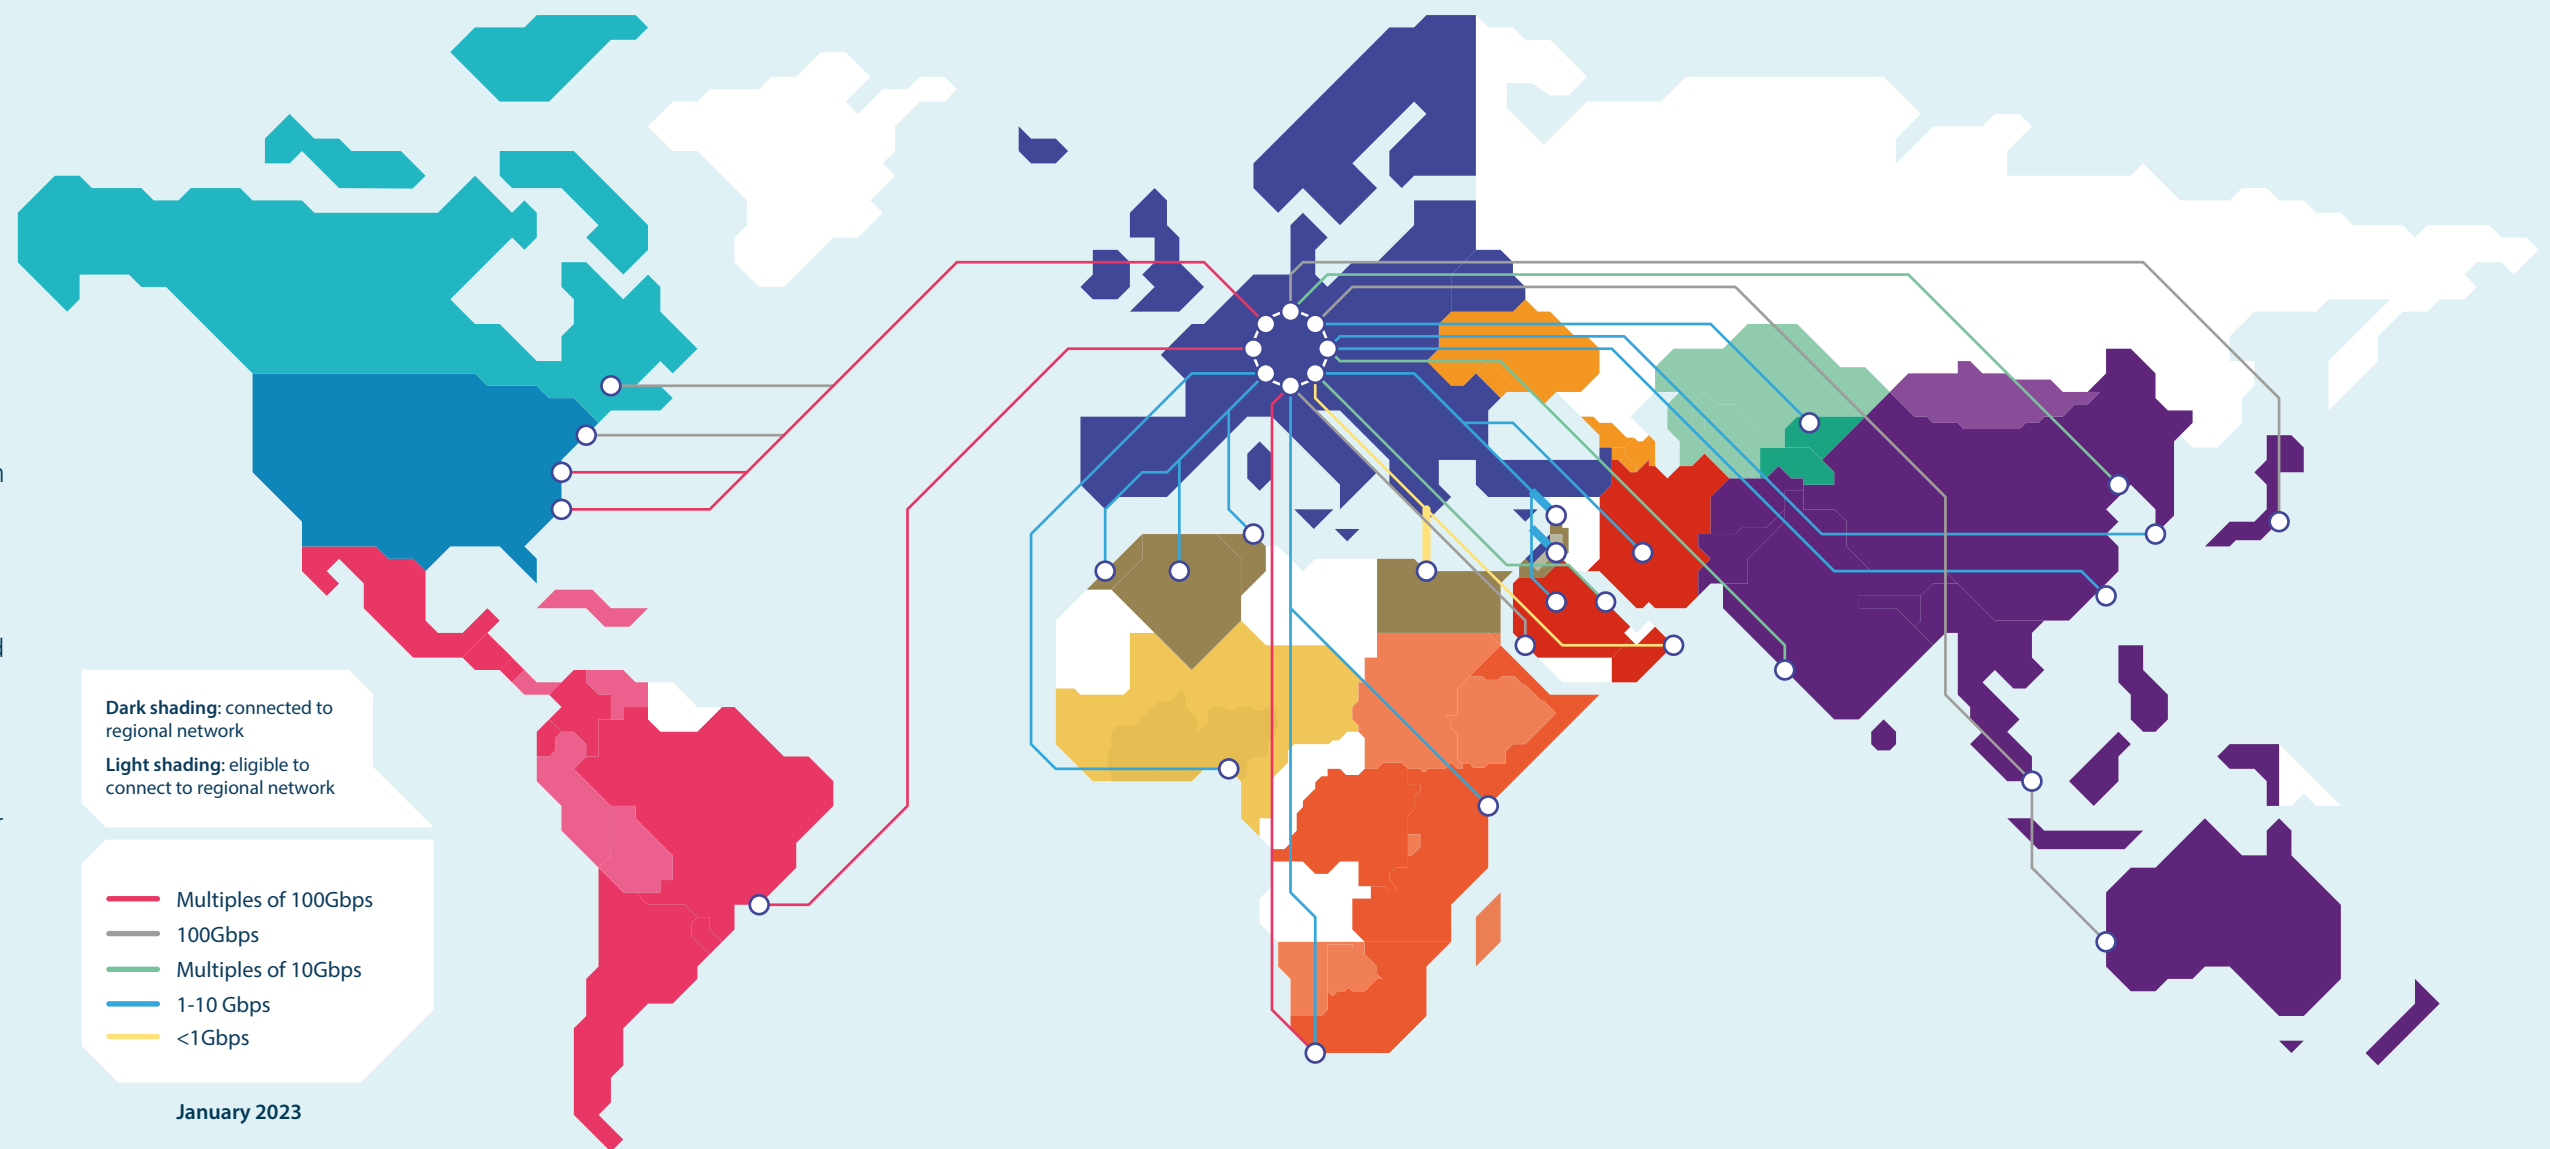 Dark shading: connected to
regional network
Light shading: eligible to
connect to regional network
Multiples of 100Gbps
100Gbps
Multiples of 10Gbps
1-10 Gbps
<1Gbps
January 2023